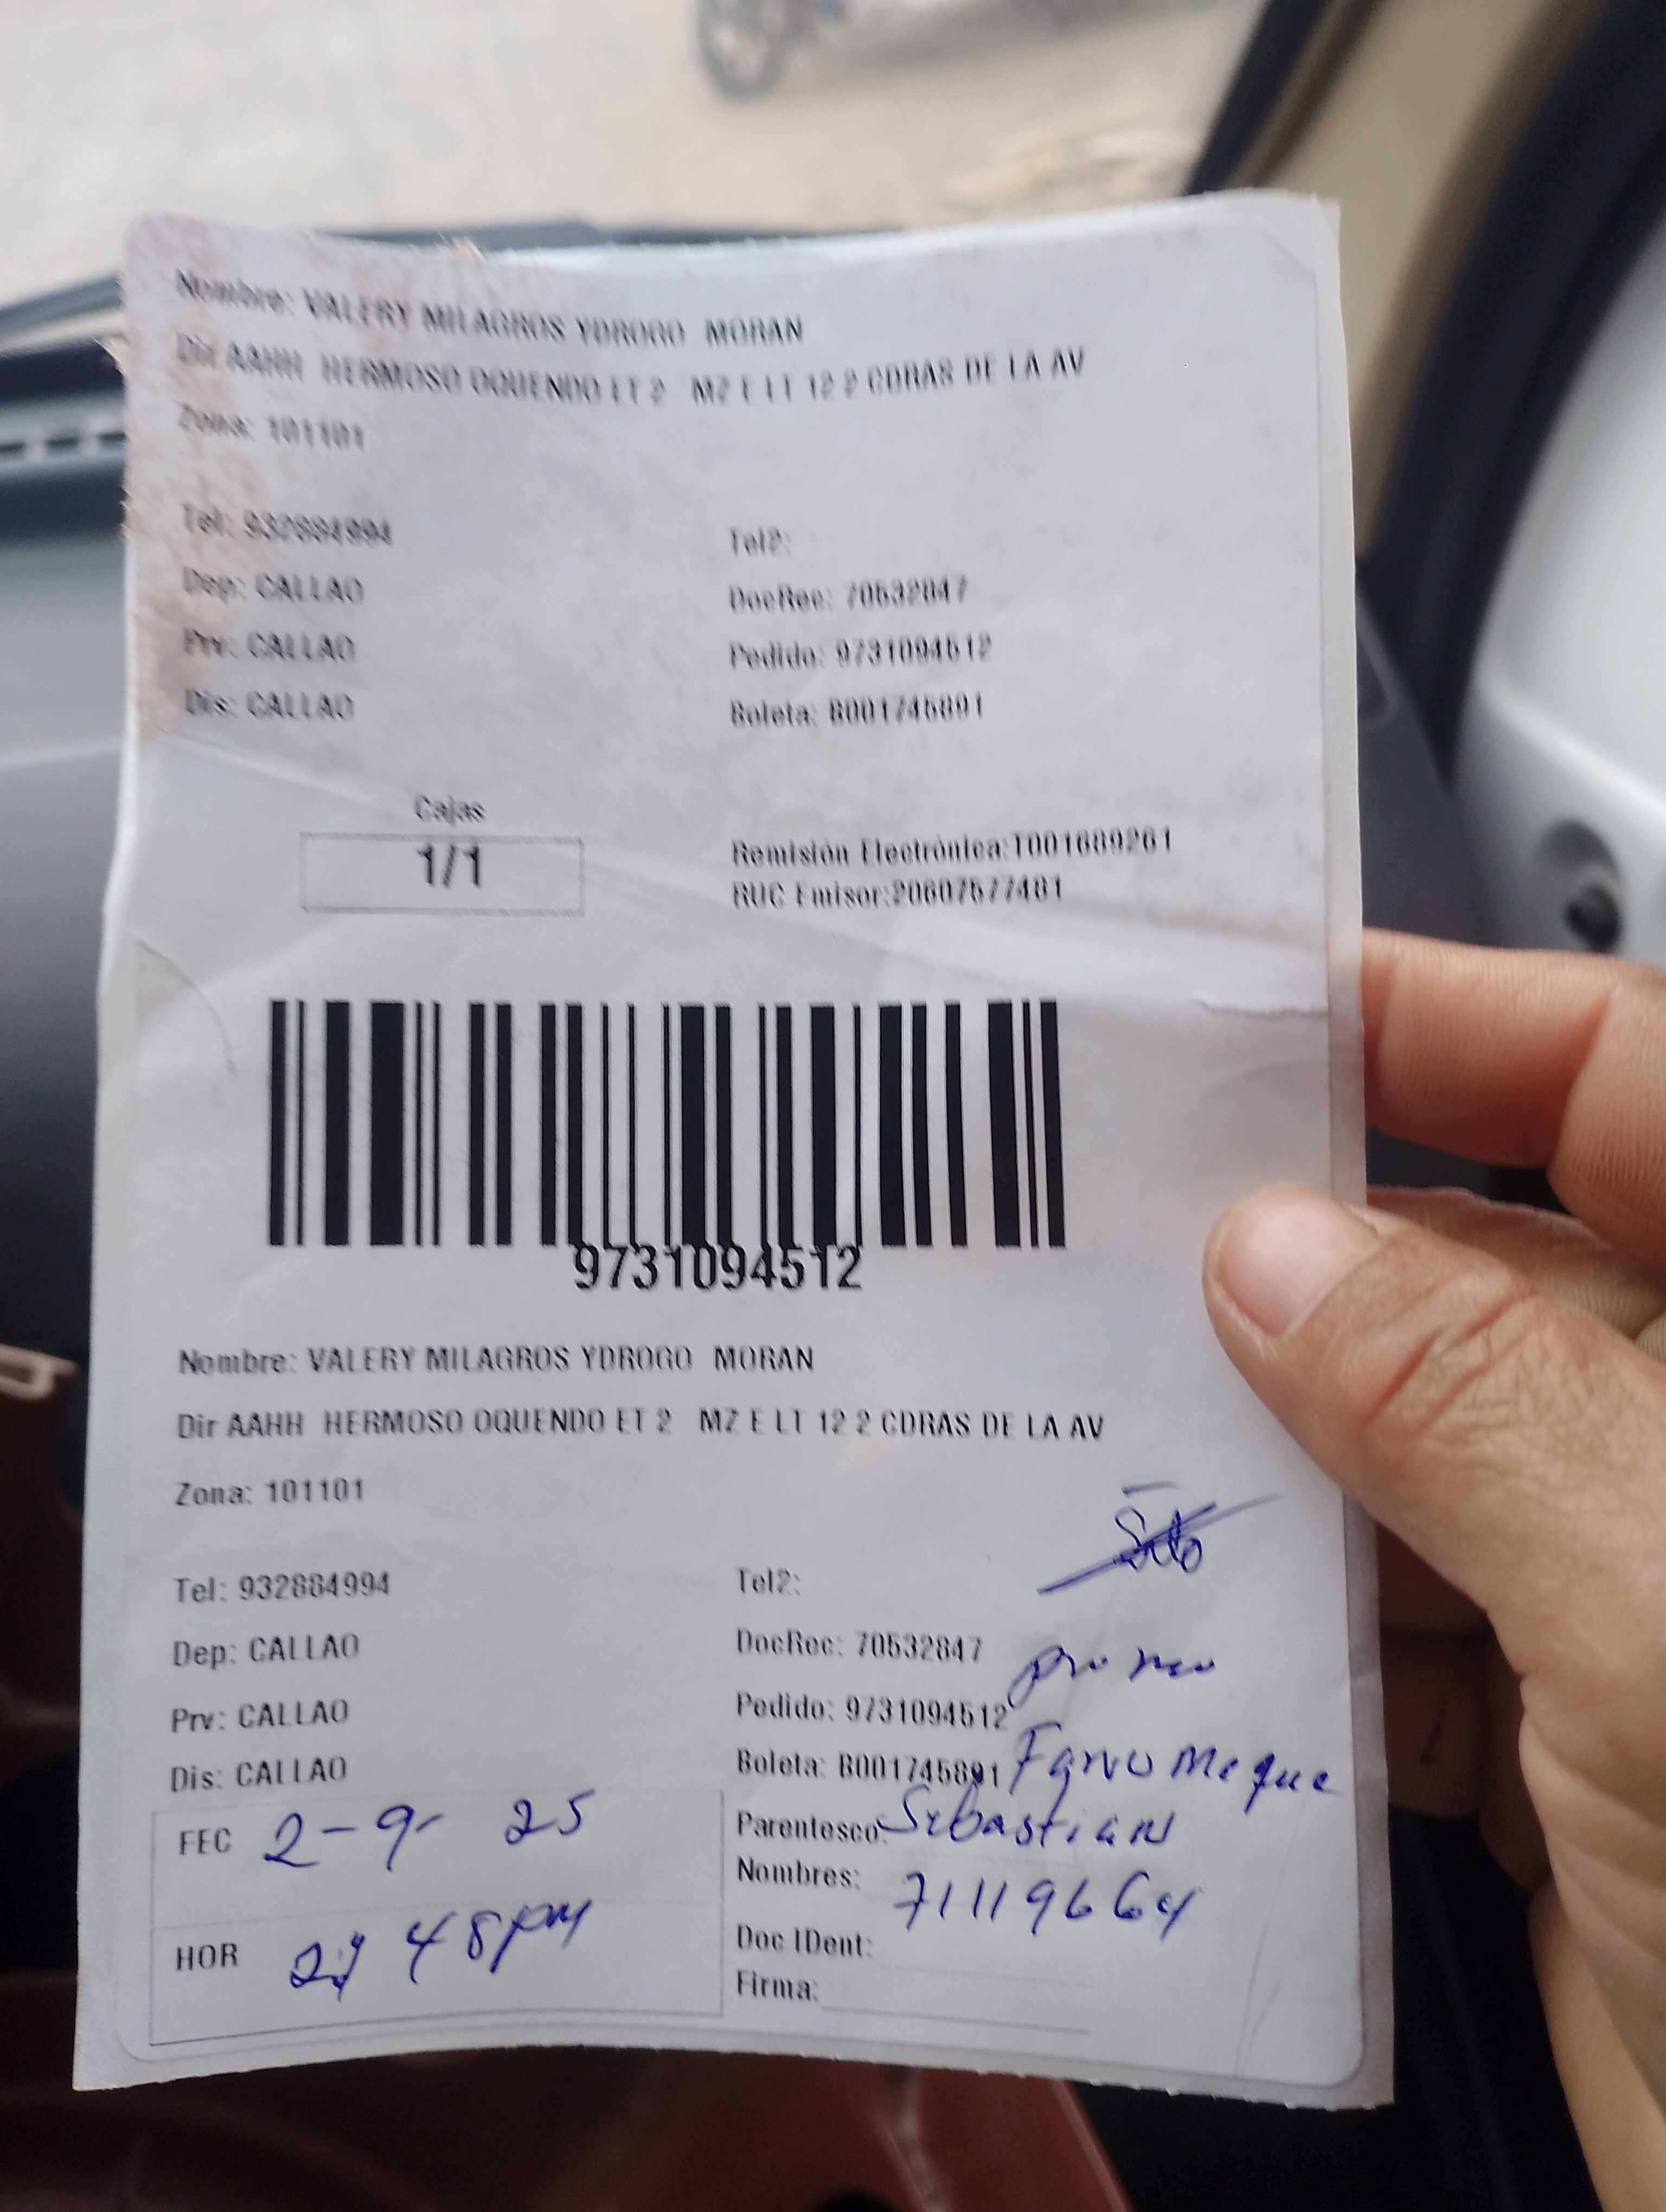 Nombre: VALERY MILAGROS YDROGO MORAN
Dir AAHH HERMOSO OQUENDO ET 2 MZ E LT 12 2 CDRAS DE LA AV
Zona: 101101
Tel: 932884994 Tel2:
Dep: CALLAO DocRec: 70532847
Prv: CALLAO Pedido: 9731094512
Dis: CALLAO Boleta: B001745891
Cajas
1/1
Remisión Electrónica:T001689261
RUC Emisor:20607577481
9731094512
Nombre: VALERY MILAGROS YDROGO MORAN
Dir AAHH HERMOSO OQUENDO ET 2 MZ E LT 12 2 CDRAS DE LA AV
Zona: 101101
Tel: 932884994 Tel2:
Dep: CALLAO DocRec: 70532847
Prv: CALLAO Pedido: 9731094512
Dis: CALLAO Boleta: B001745891
FEC 2-9- 25 Parentesco: Sebastian
Nombres: 71119664
HOR 48pm Doc IDent:
Firma: